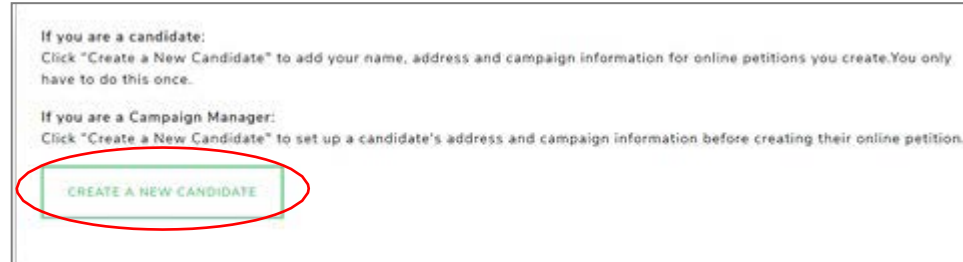 If you are a candidate:
Click "Create a New Candidate" to add your name, address and campaign information for online petitions you create.You only
have to do this once.
If you are a Campaign Manager:
Click "Create a New Candidate" to set up a candidate's address and campaign information before creating their online petition.
CREATE A NEW CANDIDATE